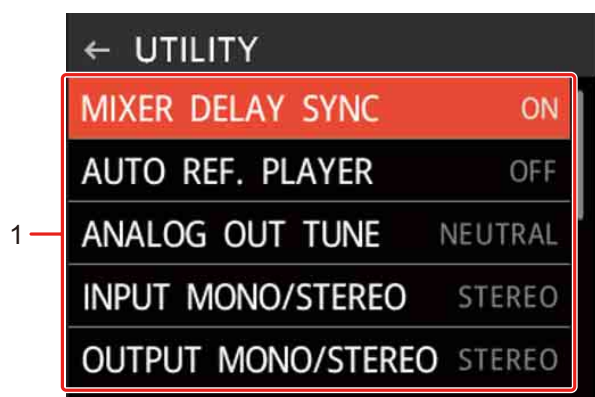 ← UTILITY
MIXER DELAY SYNC ON
AUTO REF. PLAYER OFF
1 ANALOG OUT TUNE NEUTRAL
INPUT MONO/STEREO STEREO
OUTPUT MONO/STEREO STEREO